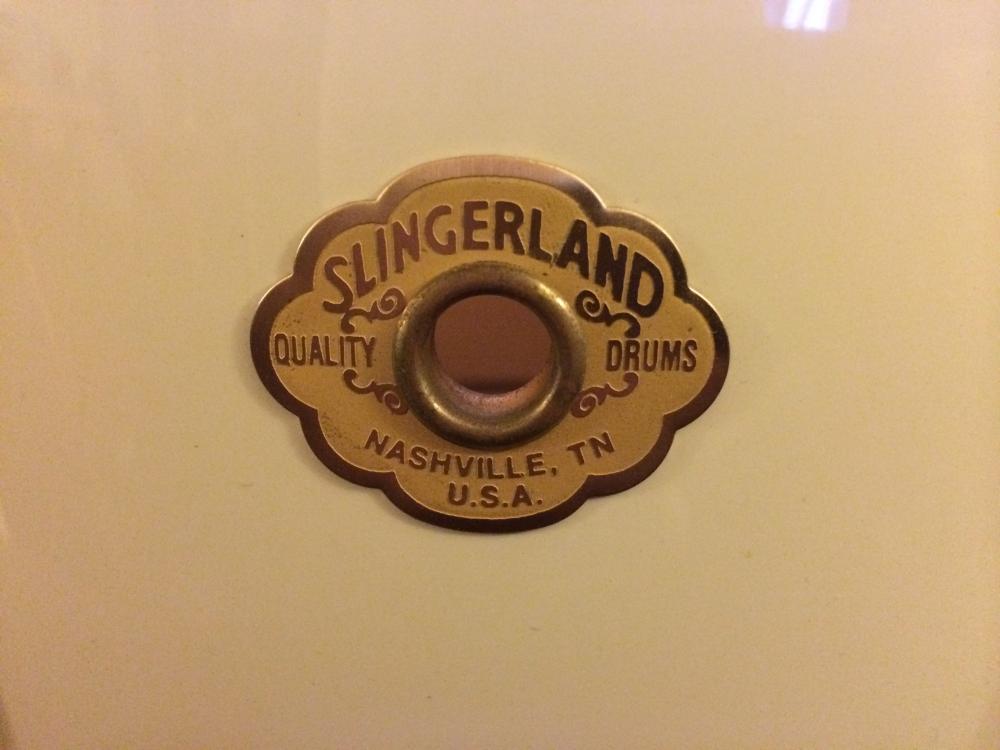 SLINGERLAND
QUALITY DRUMS
NASHVILLE, TN
U.S.A.